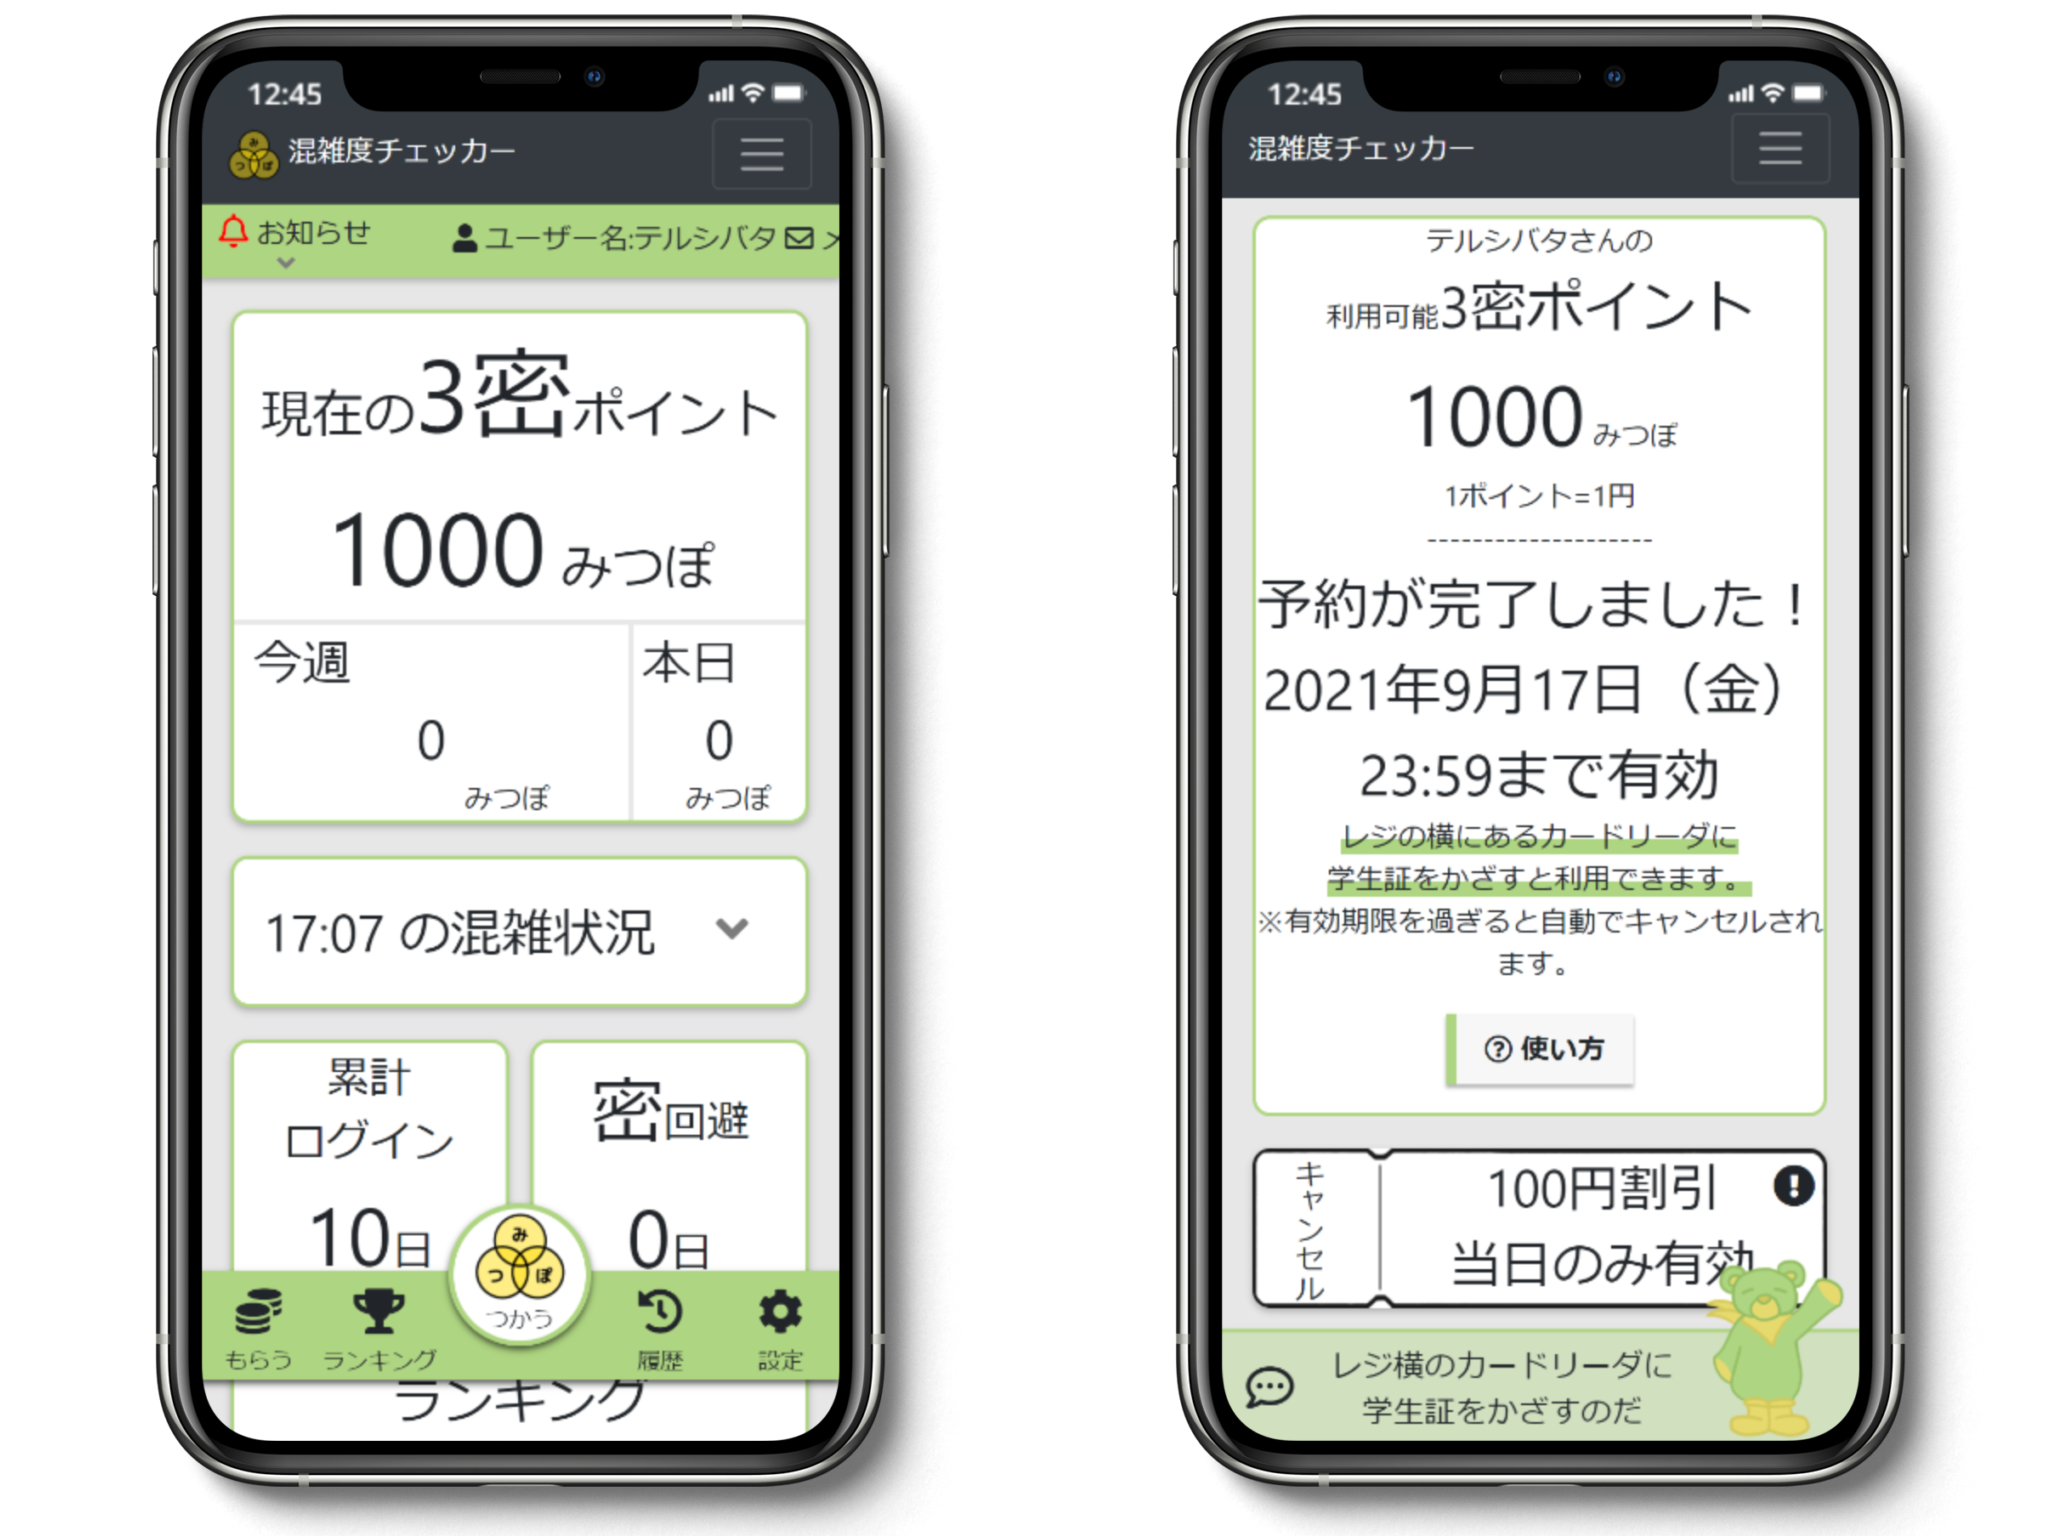 12:45
みつぽ
混雑度チェッカー
お知らせ
ユーザー名:テルシバタ
現在の3密ポイント
1000 みつぽ
今週
0
みつぽ
本日
0
みつぽ
17:07 の混雑状況
累計
ログイン
10日
密回避
0日
みつぽ
つかう
もらう
ランキング
履歴
設定
ランキング
12:45
混雑度チェッカー
テルシバタさんの
利用可能3密ポイント
1000 みつぽ
1ポイント=1円
--------------------
予約が完了しました！
2021年9月17日（金）
23:59まで有効
レジの横にあるカードリーダに
学生証をかざすと利用できます。
※有効期限を過ぎると自動でキャンセルされ
ます。
使い方
キャンセル
100円割引
当日のみ有効
レジ横のカードリーダに
学生証をかざすのだ